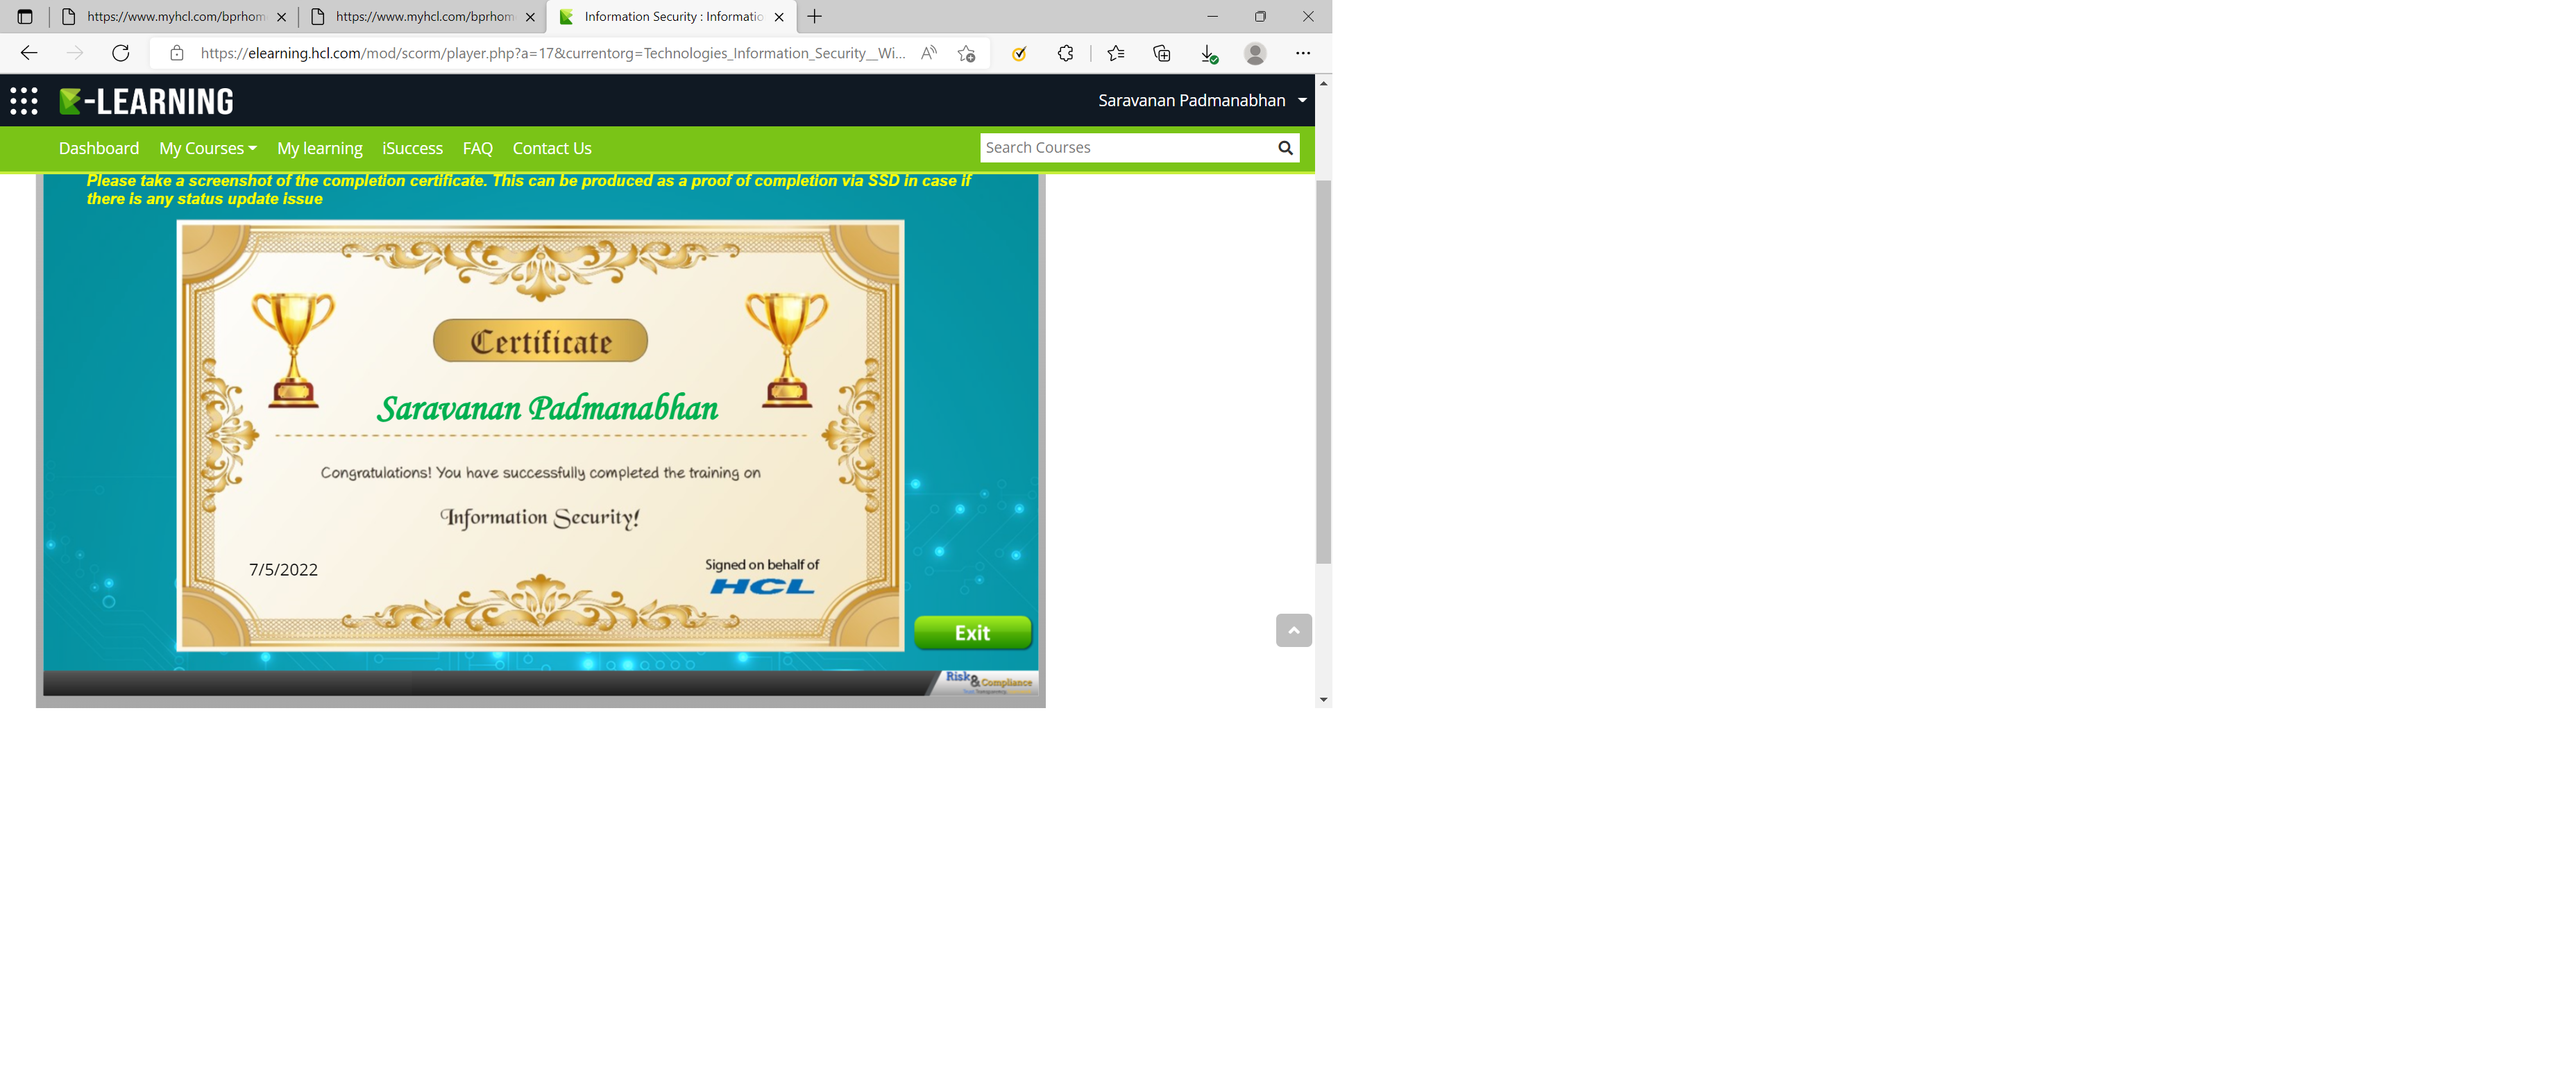 https://www.myhcl.com/bprhom
https://www.myhcl.com/bprhom
Information Security : Informatio
https://elearning.hcl.com/mod/scorm/player.php?a=17&currentorg=Technologies_Information_Security__Wi...
-LEARNING
Saravanan Padmanabhan
Dashboard My Courses My learning iSuccess FAQ Contact Us
Search Courses
Please take a screenshot of the completion certificate. This can be produced as a proof of completion via SSD in case if
there is any status update issue
Certificate
Saravanan Padmanabhan
Congratulations! You have successfully completed the training on
Information Security!
7/5/2022
Signed on behalf of
HCL
Exit
Risk & Compliance